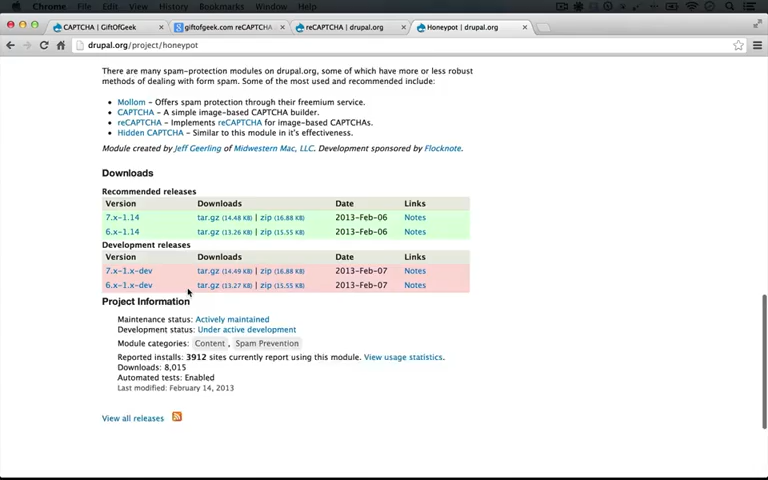 Chrome File Edit View History Bookmarks Window Help
CAPTCHA | GiftOfGeek
giftofgeek.com reCAPTCHA
reCAPTCHA | drupal.org
Honeypot | drupal.org
drupal.org/project/honeypot
There are many spam-protection modules on drupal.org, some of which have more or less robust
methods of dealing with form spam. Some of the most used and recommended include:
• Mollom – Offers spam protection through their freemium service.
• CAPTCHA – A simple image-based CAPTCHA builder.
• reCAPTCHA – Implements reCAPTCHA for image-based CAPTCHAs.
• Hidden CAPTCHA – Similar to this module in it's effectiveness.
Module created by Jeff Geerling of Midwestern Mac, LLC. Development sponsored by Flocknote.
Downloads
Recommended releases
Version Downloads Date Links
7.x-1.14 tar.gz (14.48 KB) | zip (16.88 KB) 2013-Feb-06 Notes
6.x-1.14 tar.gz (13.26 KB) | zip (15.55 KB) 2013-Feb-06 Notes
Development releases
Version Downloads Date Links
7.x-1.x-dev tar.gz (14.49 KB) | zip (16.88 KB) 2013-Feb-07 Notes
6.x-1.x-dev tar.gz (13.27 KB) | zip (15.55 KB) 2013-Feb-07 Notes
Project Information
Maintenance status: Actively maintained
Development status: Under active development
Module categories: Content , Spam Prevention
Reported installs: 3912 sites currently report using this module. View usage statistics.
Downloads: 8,015
Automated tests: Enabled
Last modified: February 14, 2013
View all releases